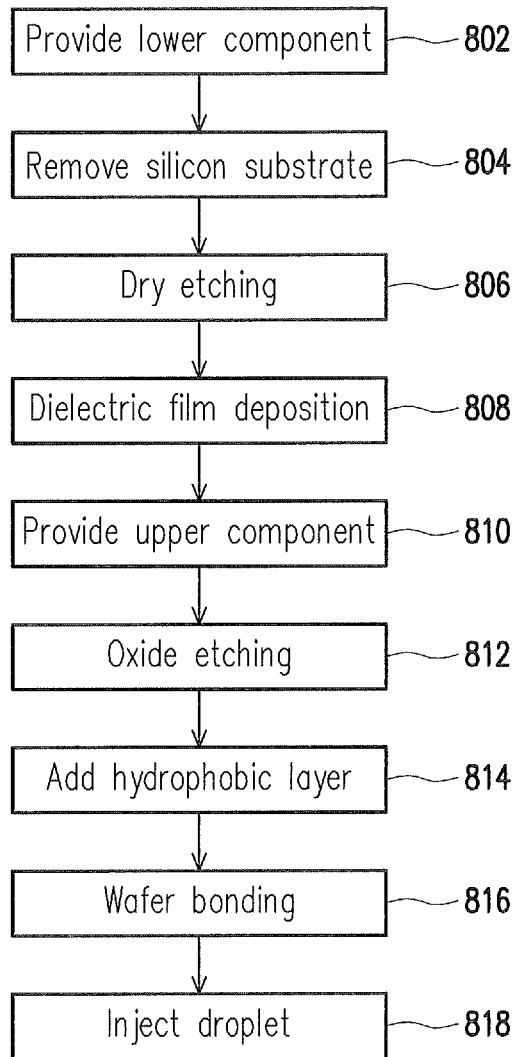 Provide lower component 802
Remove silicon substrate 804
Dry etching 806
Dielectric film deposition 808
Provide upper component 810
Oxide etching 812
Add hydrophobic layer 814
Wafer bonding 816
Inject droplet 818